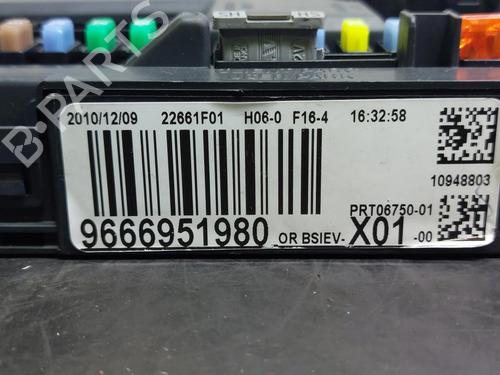 2010/12/09 22661F01 H06-0 F16-4 16:32:58
10948803
PRT06750-01
9666951980 OR BSIEV- X01 -00
B-PARTS